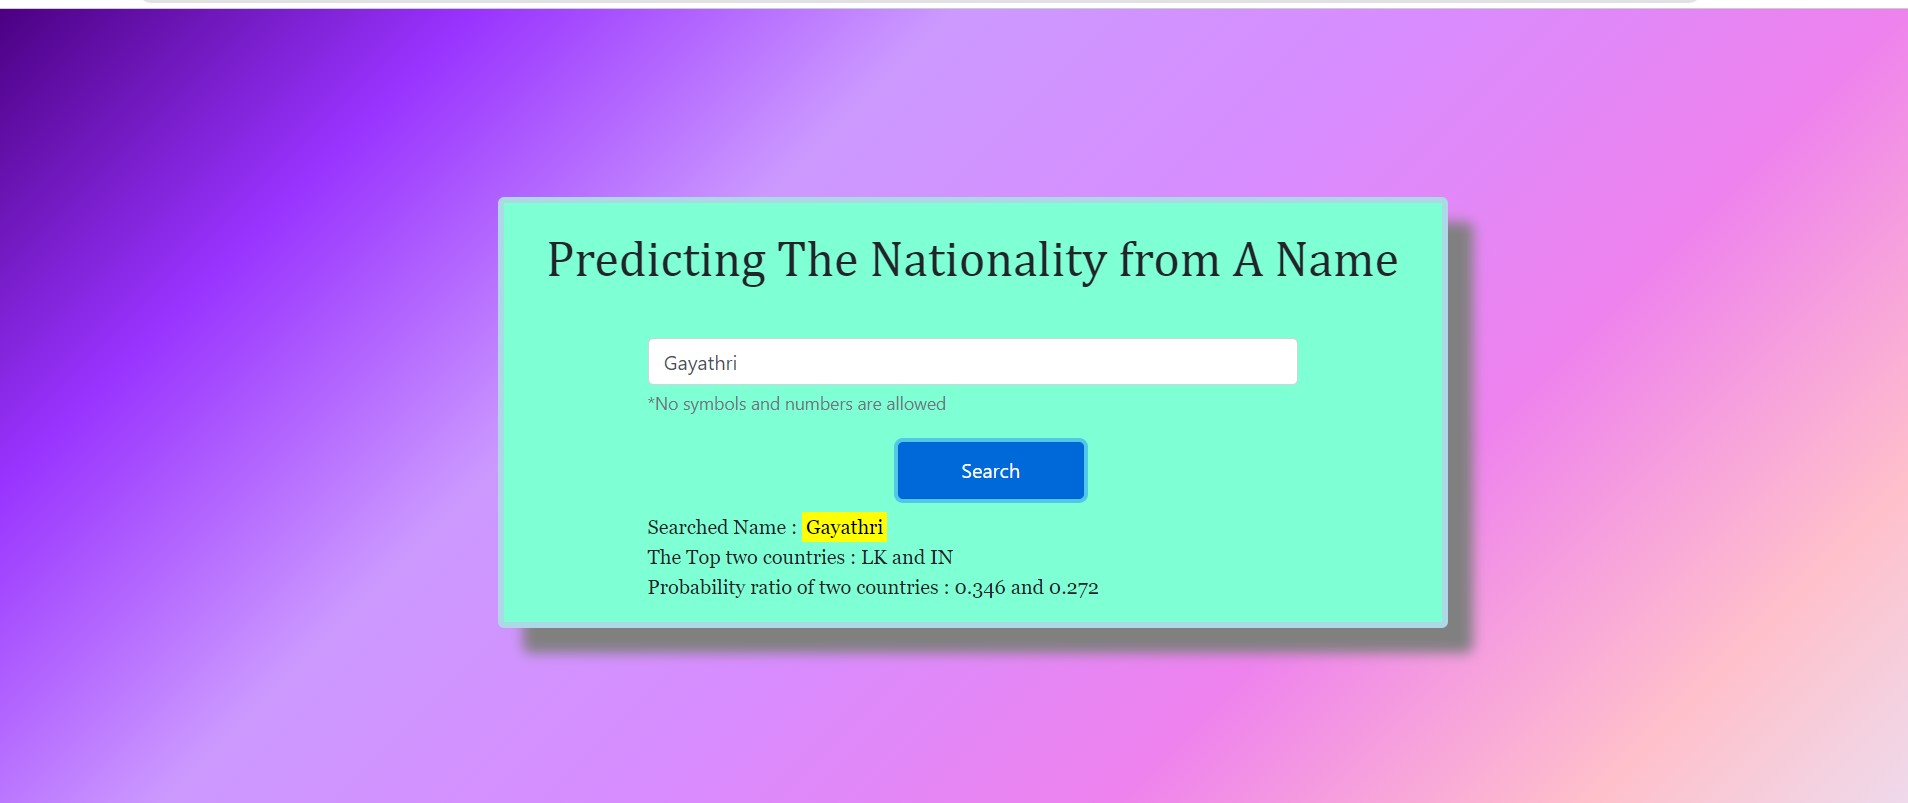 Predicting The Nationality from A Name
Gayathri
*No symbols and numbers are allowed
Search
Searched Name : Gayathri
The Top two countries : LK and IN
Probability ratio of two countries : 0.346 and 0.272